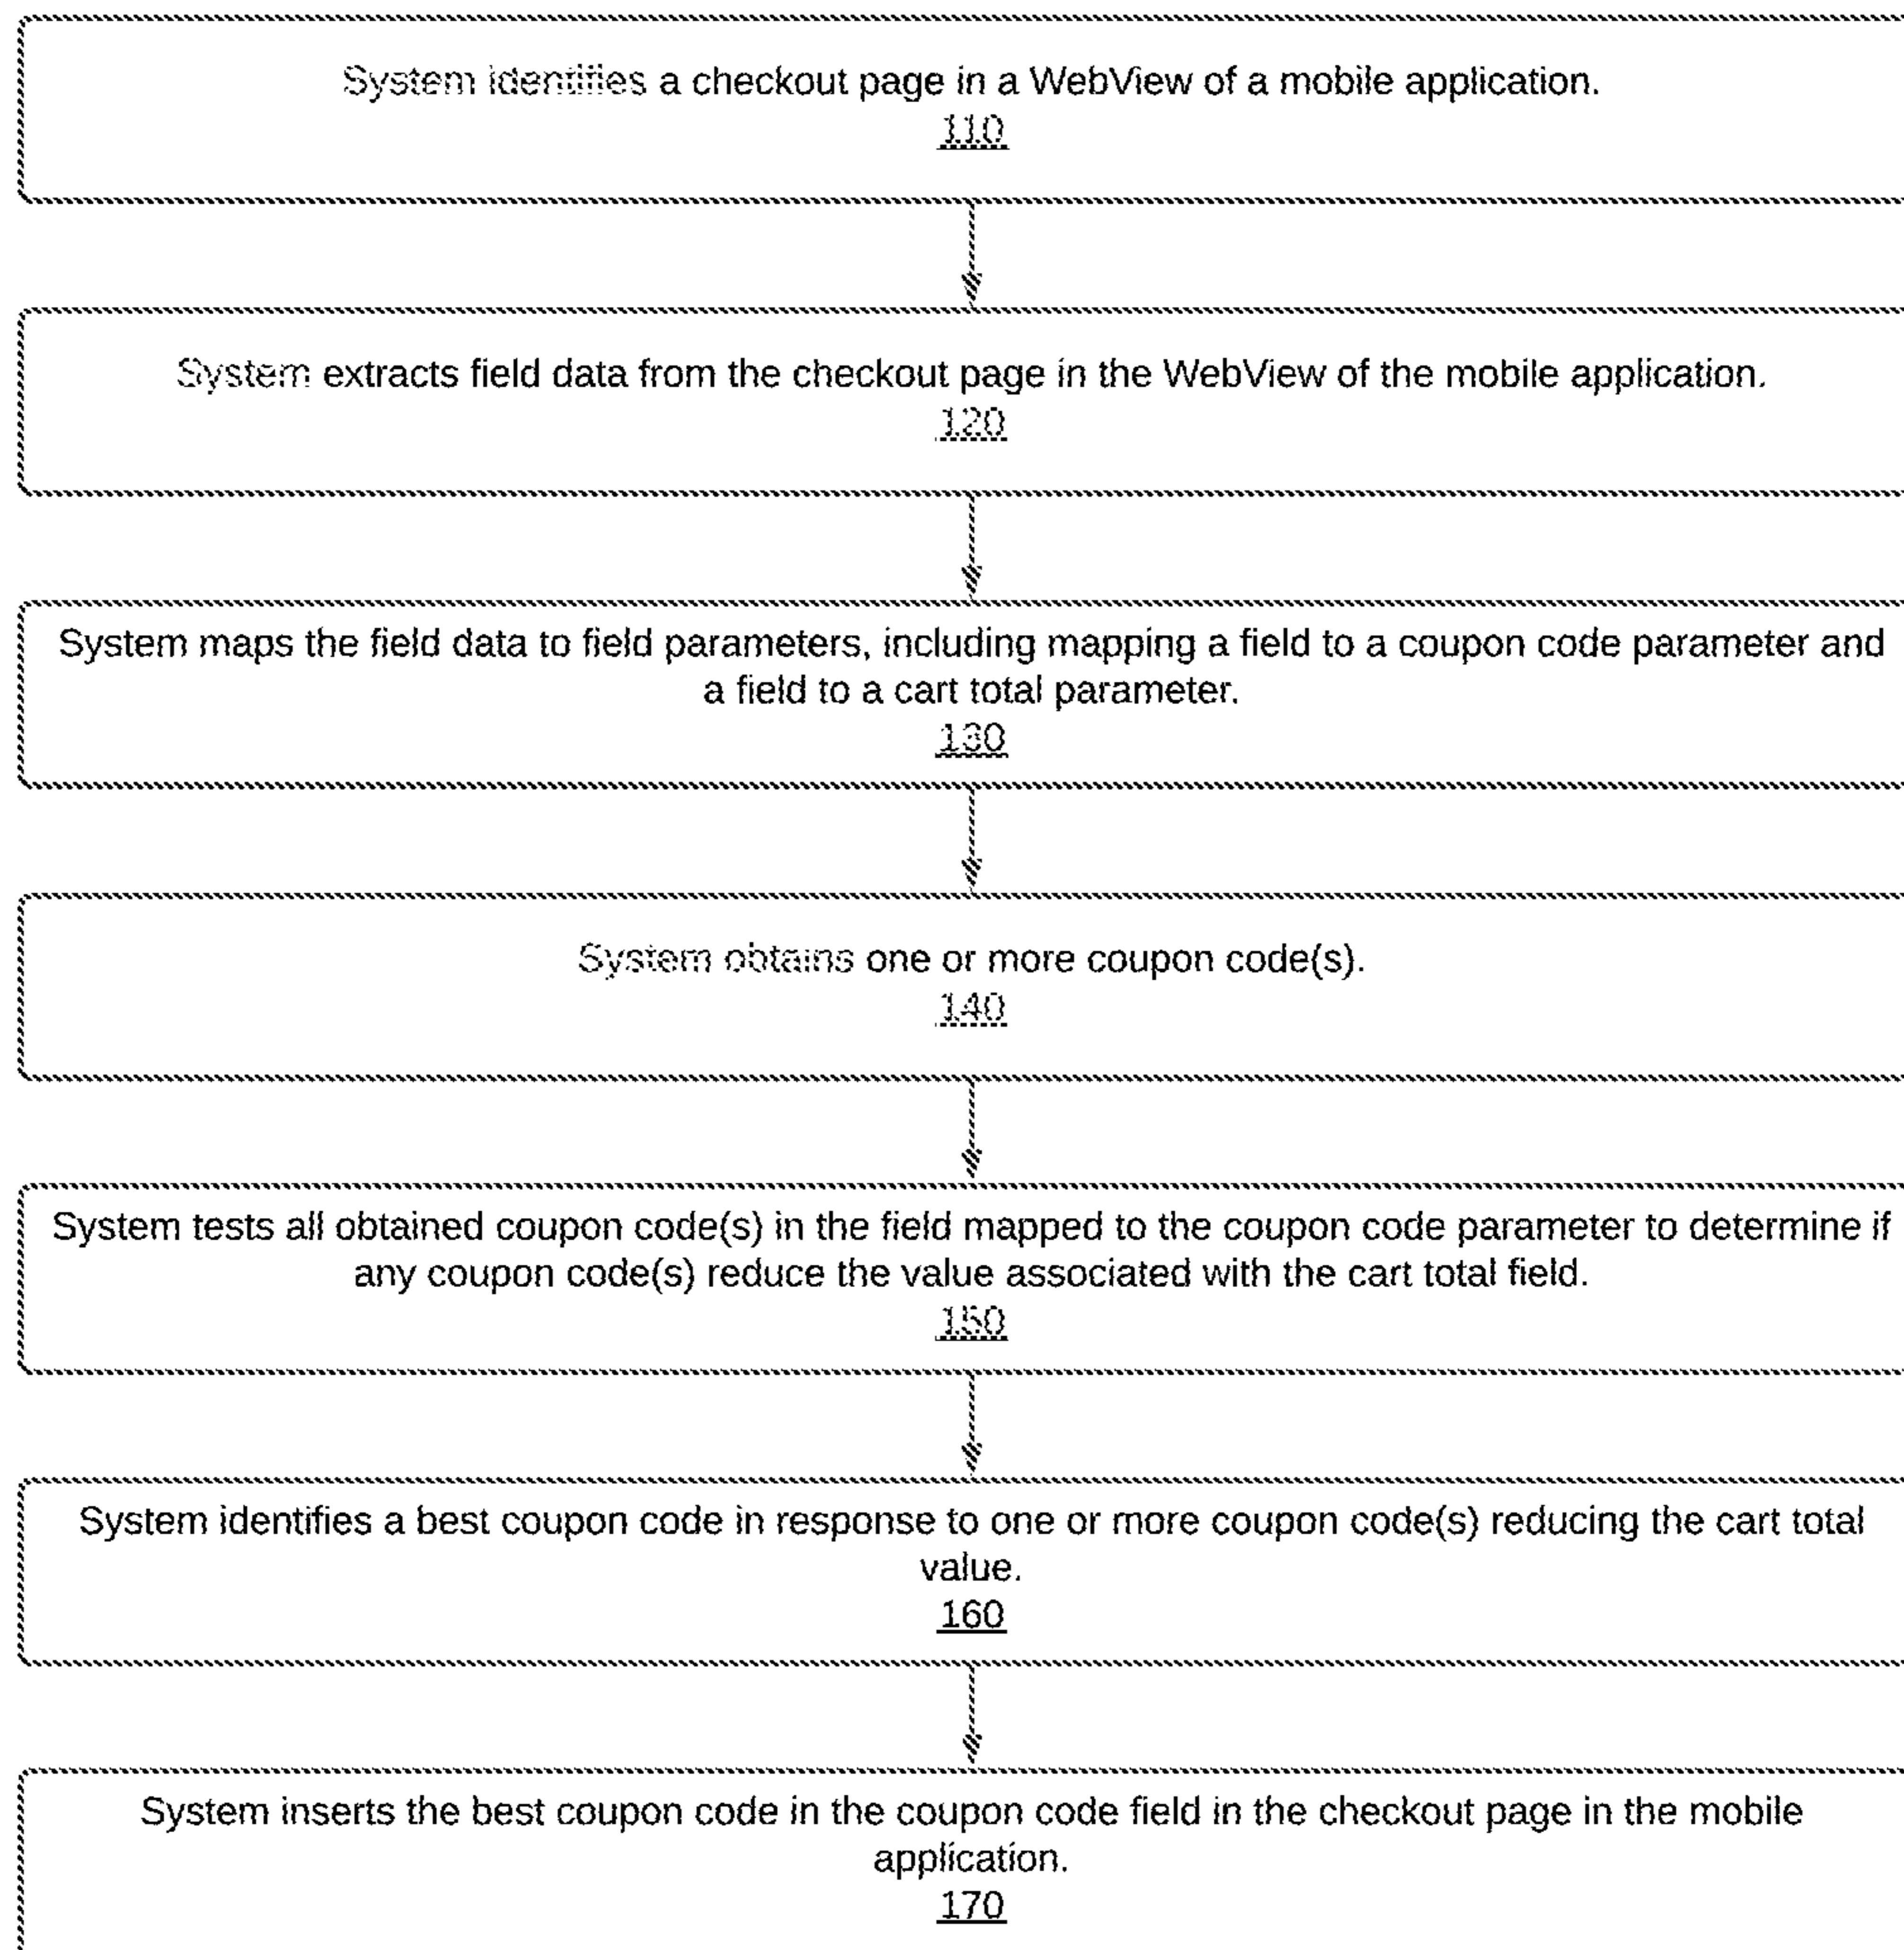 System identifies a checkout page in a WebView of a mobile application.
110
System extracts field data from the checkout page in the WebView of the mobile application.
120
System maps the field data to field parameters, including mapping a field to a coupon code parameter and
a field to a cart total parameter.
130
System obtains one or more coupon code(s).
140
System tests all obtained coupon code(s) in the field mapped to the coupon code parameter to determine if
any coupon code(s) reduce the value associated with the cart total field.
150
System identifies a best coupon code in response to one or more coupon code(s) reducing the cart total
value.
160
System inserts the best coupon code in the coupon code field in the checkout page in the mobile
application.
170